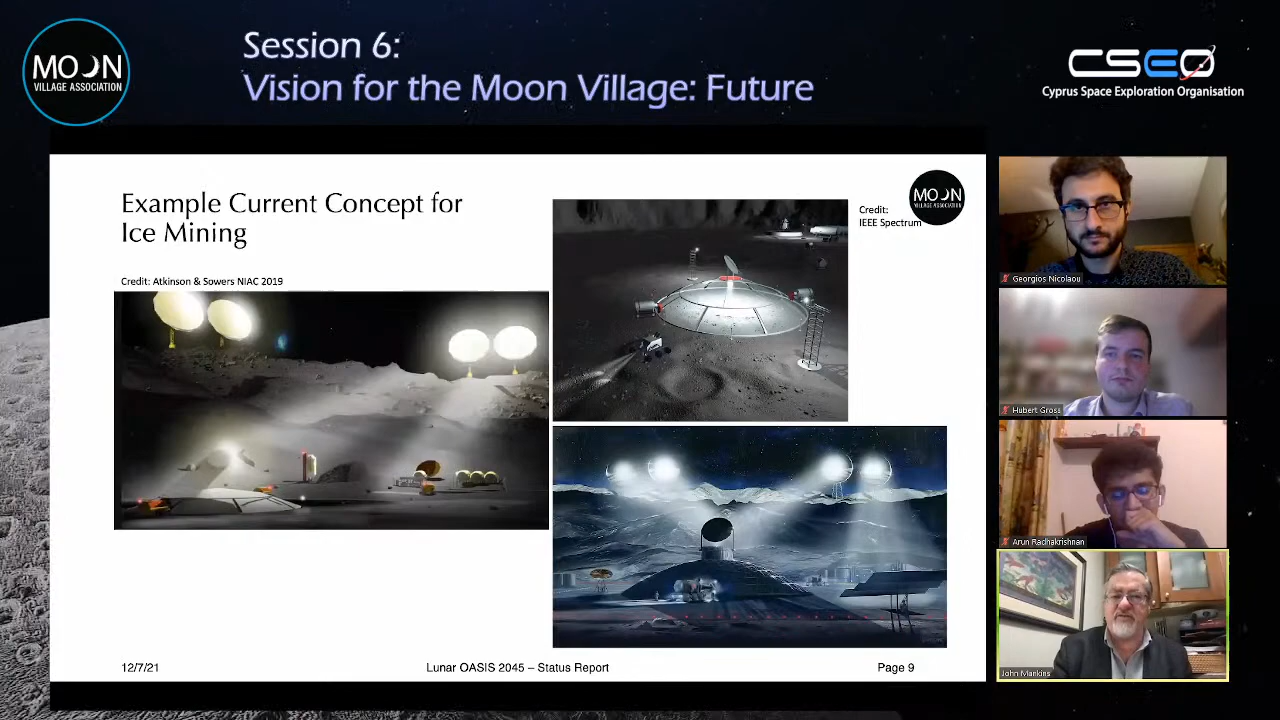 MOON
VILLAGE ASSOCIATION
Session 6:
Vision for the Moon Village: Future
CSEO
Cyprus Space Exploration Organisation
Example Current Concept for
Ice Mining
Credit: Atkinson & Sowers NIAC 2019
Credit:
IEEE Spectrum
MOON
VILLAGE ASSOCIATION
12/7/21
Lunar OASIS 2045 – Status Report
Page 9
Georgios Nicolaou
Hubert Gross
Arun Radhakrishnan
John Mankins